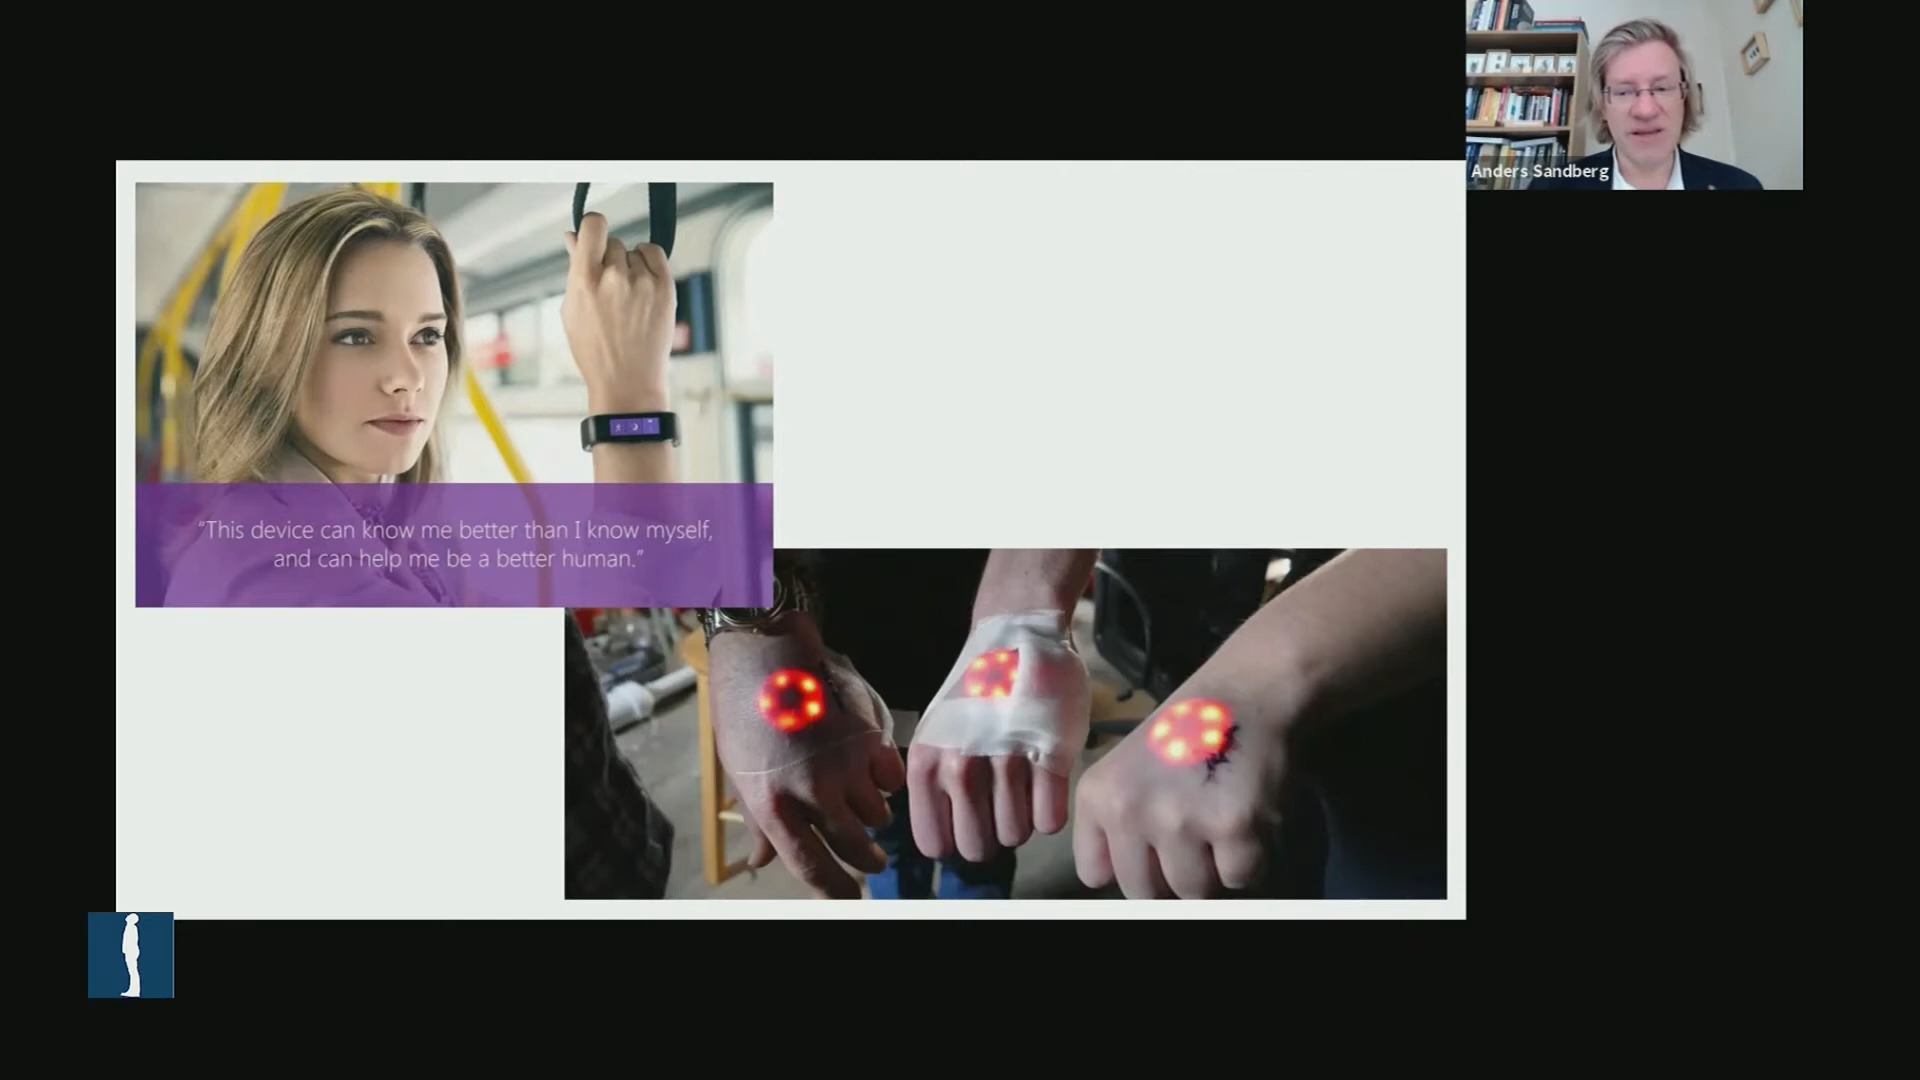 Anders Sandberg
“This device can know me better than I know myself,
and can help me be a better human.”